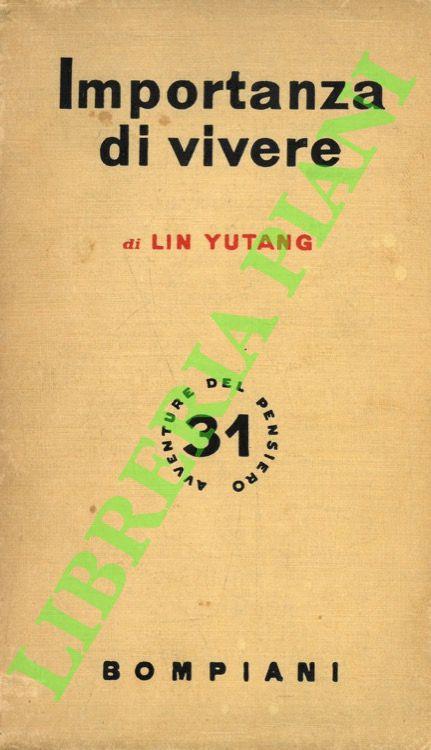 Importanza
di vivere
di LIN YUTANG
AVVENTURE DEL PENSIERO
31
BOMPIANI
LIBRERIA PIANI